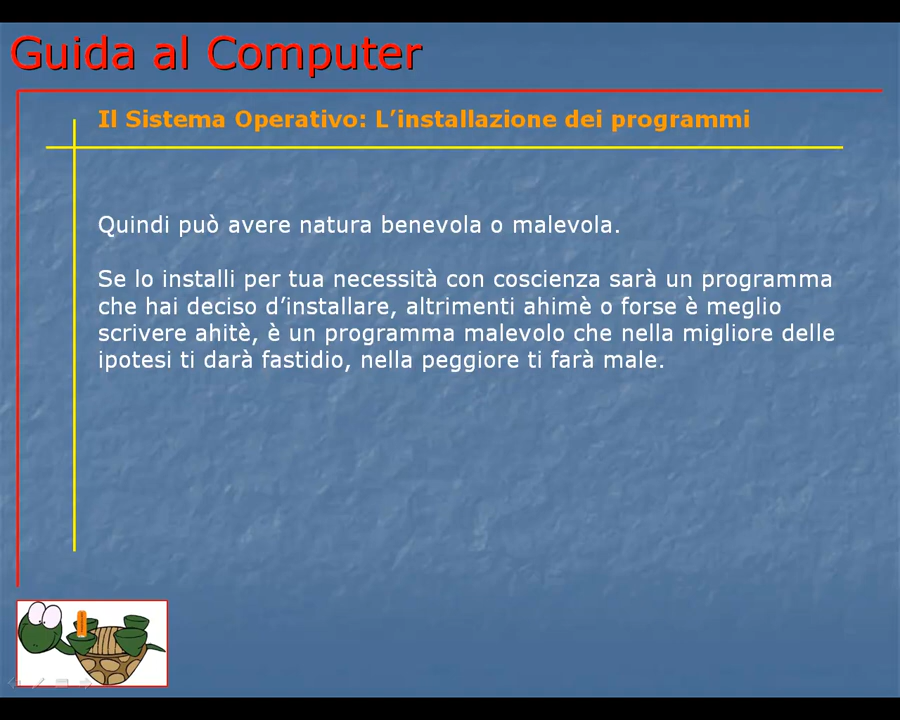 Guida al Computer
Il Sistema Operativo: L’installazione dei programmi
Quindi può avere natura benevola o malevola.
Se lo installi per tua necessità con coscienza sarà un programma
che hai deciso d’installare, altrimenti ahimè o forse è meglio
scrivere ahitè, è un programma malevolo che nella migliore delle
ipotesi ti darà fastidio, nella peggiore ti farà male.